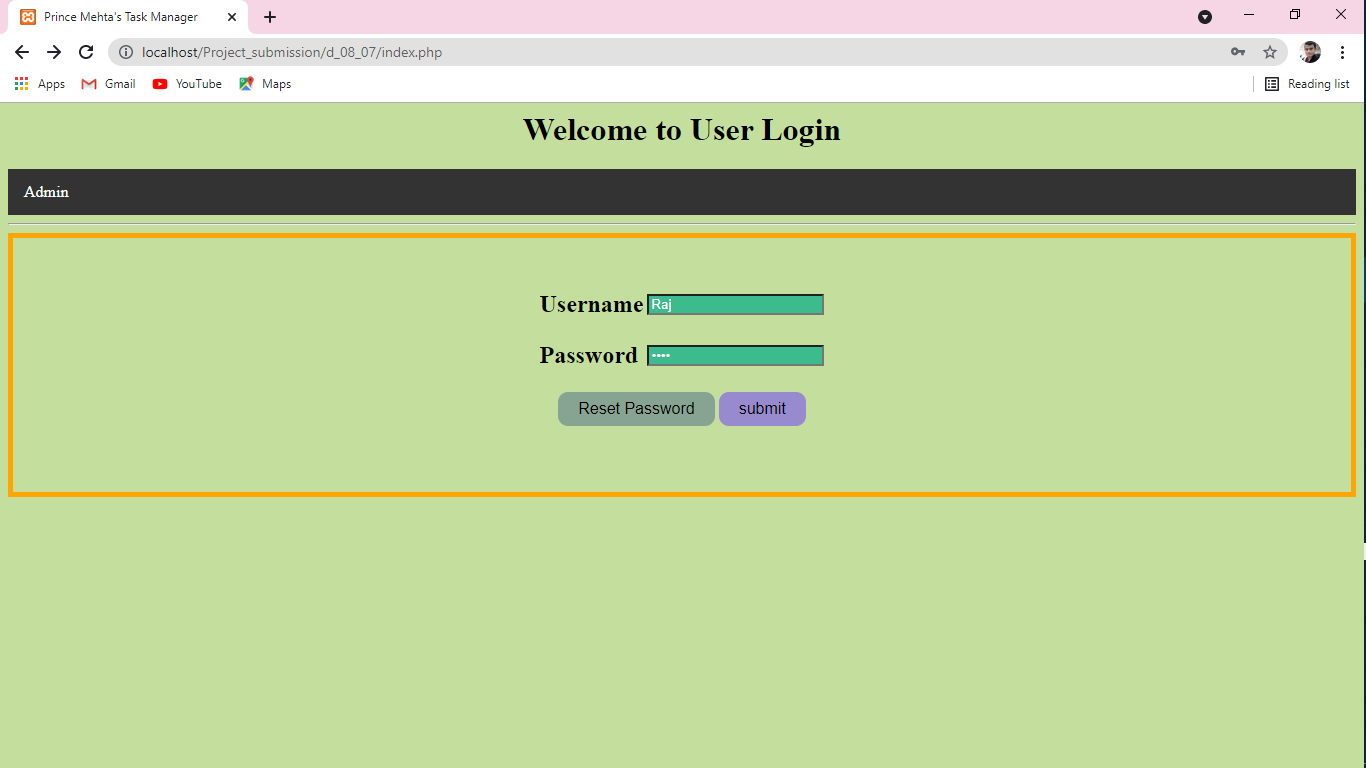 Prince Mehta's Task Manager
localhost/Project_submission/d_08_07/index.php
Apps Gmail YouTube Maps Reading list
Welcome to User Login
Admin
Username Raj
Password ••••
Reset Password submit